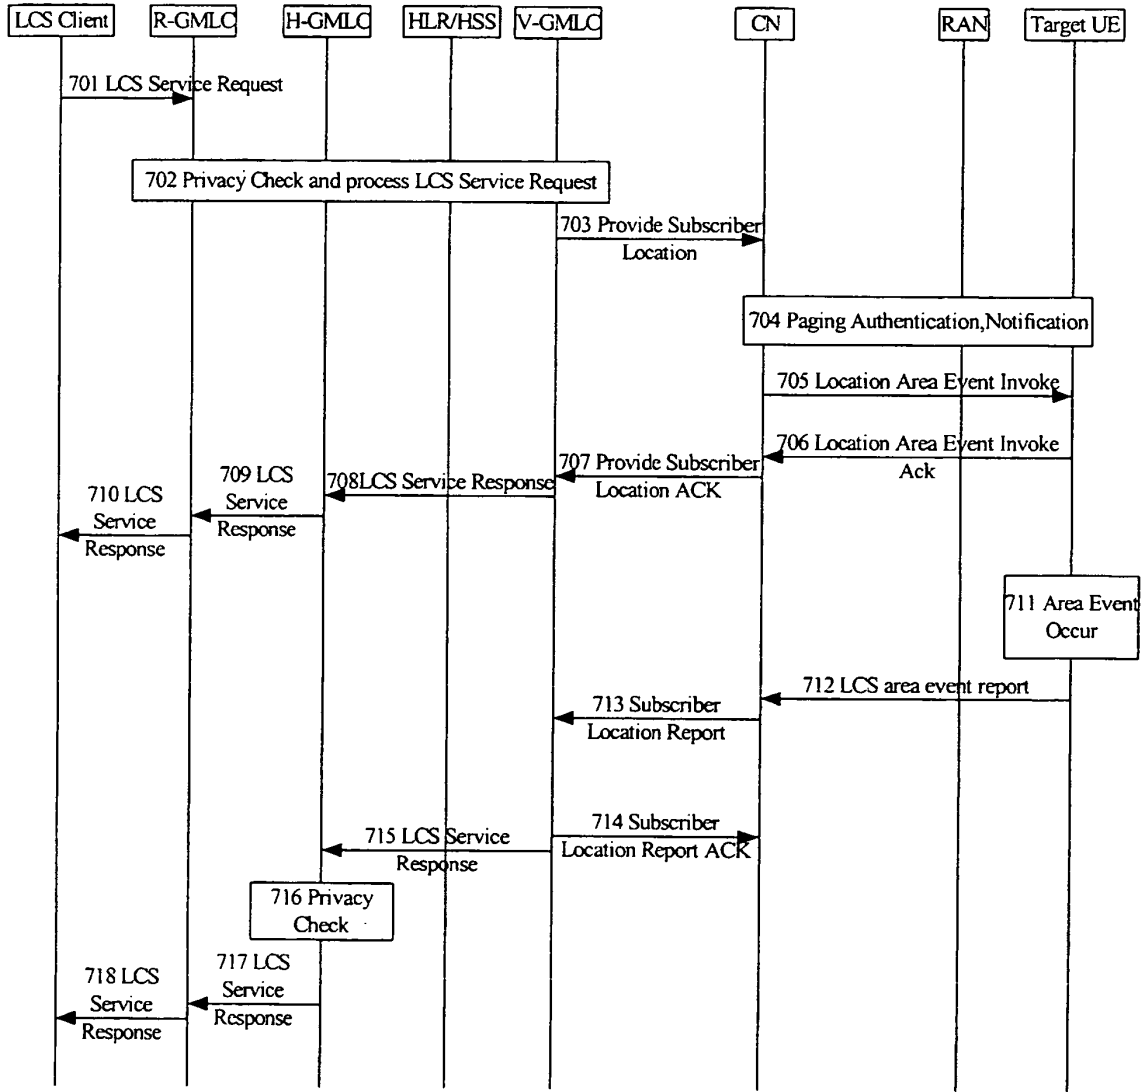 LCS Client
R-GMLC
H-GMLC
HLR/HSS
V-GMLC
CN
RAN
Target UE
701 LCS Service Request
702 Privacy Check and process LCS Service Request
703 Provide Subscriber
Location
704 Paging Authentication,Notification
705 Location Area Event Invoke
706 Location Area Event Invoke
Ack
707 Provide Subscriber
Location ACK
708LCS Service Response
709 LCS
Service
Response
710 LCS
Service
Response
711 Area Event
Occur
712 LCS area event report
713 Subscriber
Location Report
714 Subscriber
Location Report ACK
715 LCS Service
Response
716 Privacy
Check
717 LCS
Service
Response
718 LCS
Service
Response